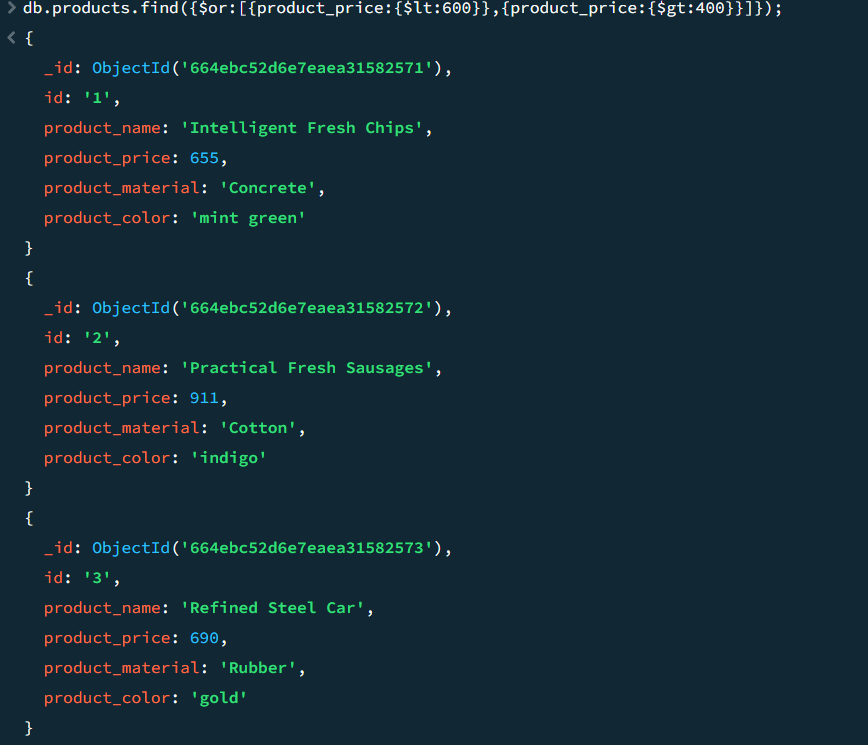 > db.products.find({$or:[{product_price:{$lt:600}},{product_price:{$gt:400}}]});
< {
_id: ObjectId('664ebc52d6e7eaea31582571'),
id: '1',
product_name: 'Intelligent Fresh Chips',
product_price: 655,
product_material: 'Concrete',
product_color: 'mint green'
}
{
_id: ObjectId('664ebc52d6e7eaea31582572'),
id: '2',
product_name: 'Practical Fresh Sausages',
product_price: 911,
product_material: 'Cotton',
product_color: 'indigo'
}
{
_id: ObjectId('664ebc52d6e7eaea31582573'),
id: '3',
product_name: 'Refined Steel Car',
product_price: 690,
product_material: 'Rubber',
product_color: 'gold'
}